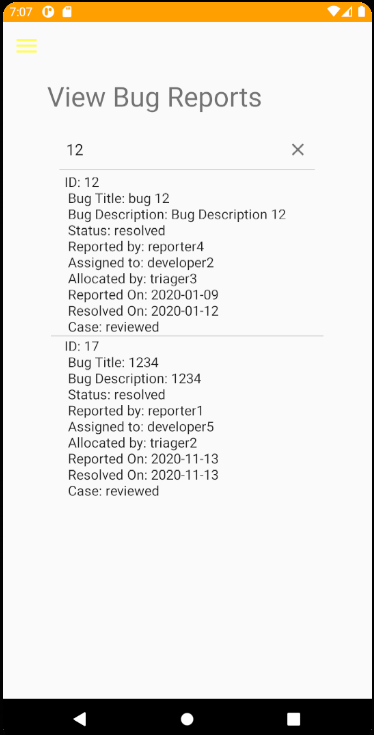 7:07
View Bug Reports
12
ID: 12
Bug Title: bug 12
Bug Description: Bug Description 12
Status: resolved
Reported by: reporter4
Assigned to: developer2
Allocated by: triager3
Reported On: 2020-01-09
Resolved On: 2020-01-12
Case: reviewed
ID: 17
Bug Title: 1234
Bug Description: 1234
Status: resolved
Reported by: reporter1
Assigned to: developer5
Allocated by: triager2
Reported On: 2020-11-13
Resolved On: 2020-11-13
Case: reviewed